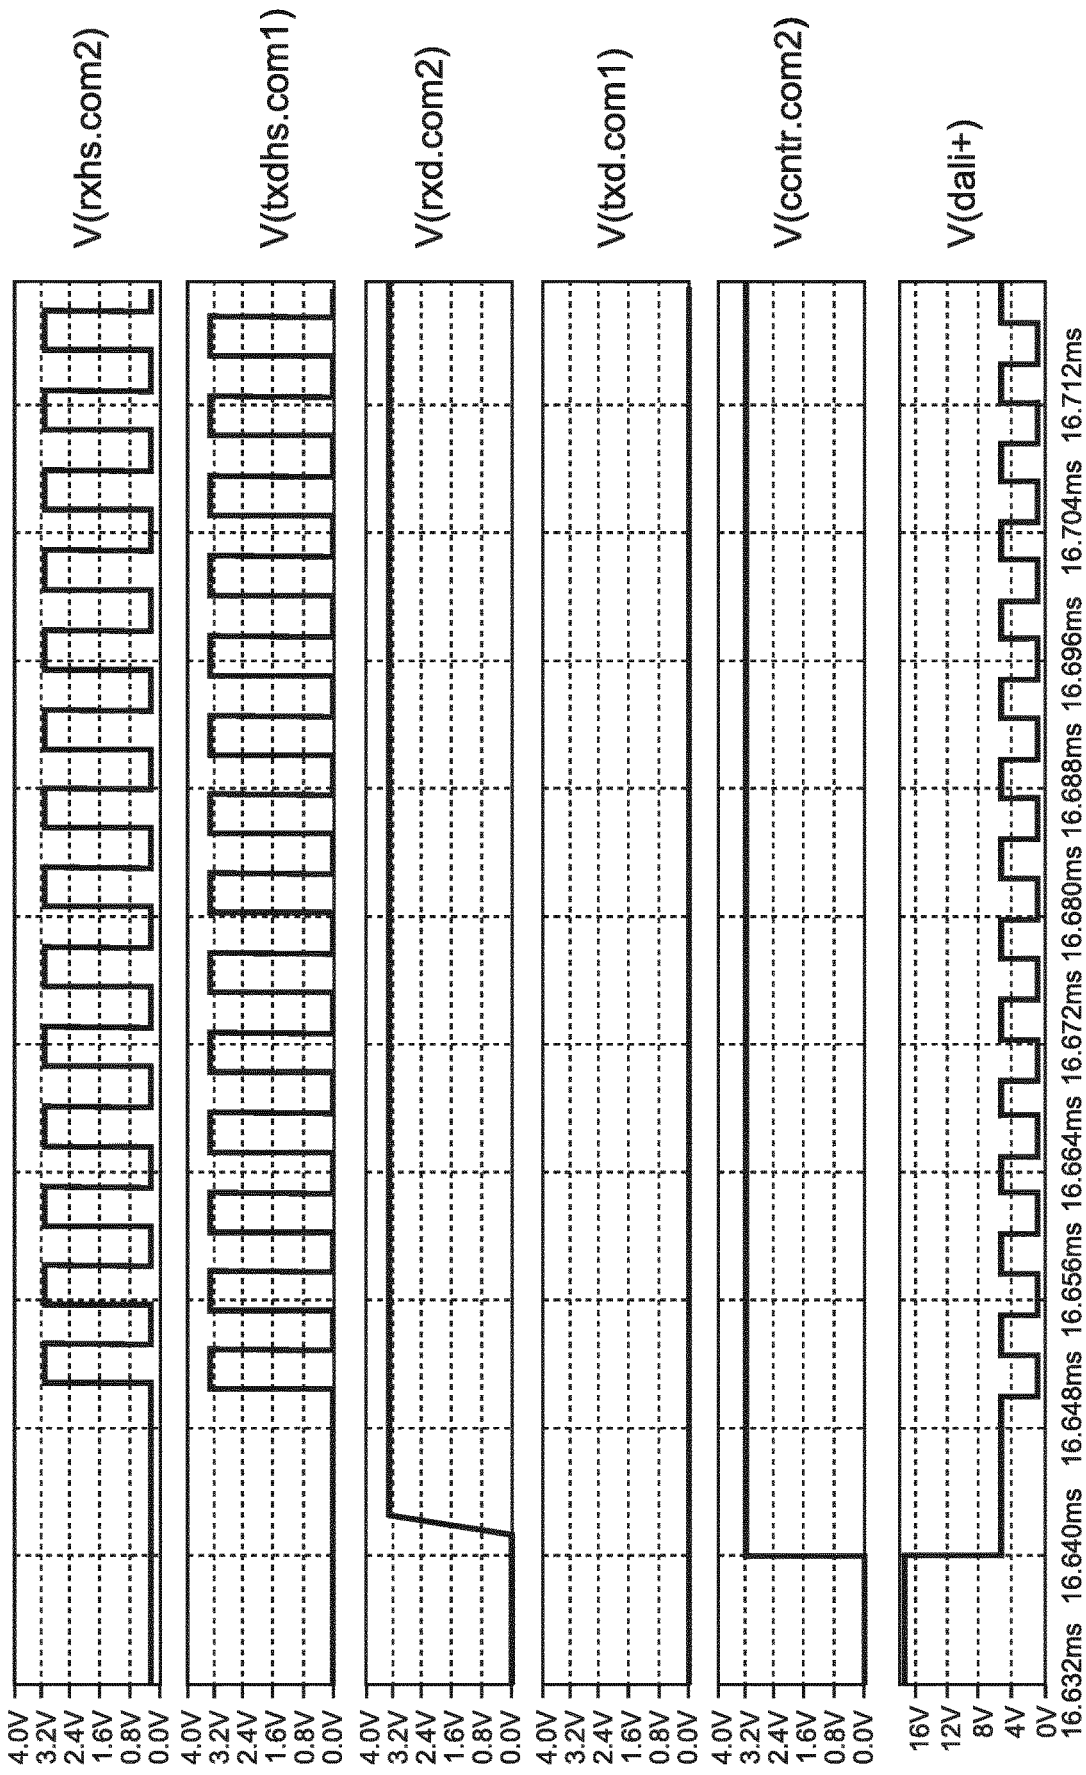 V(rxhs.com2)
4.0V
3.2V
2.4V
1.6V
0.8V
0.0V
V(txdhs.com1)
4.0V
3.2V
2.4V
1.6V
0.8V
0.0V
V(rxd.com2)
4.0V
3.2V
2.4V
1.6V
0.8V
0.0V
V(txd.com1)
4.0V
3.2V
2.4V
1.6V
0.8V
0.0V
V(ccntr.com2)
4.0V
3.2V
2.4V
1.6V
0.8V
0.0V
V(dali+)
16V
12V
8V
4V
0V
16.632ms 16.640ms 16.648ms 16.656ms 16.664ms 16.672ms 16.680ms 16.688ms 16.696ms 16.704ms 16.712ms